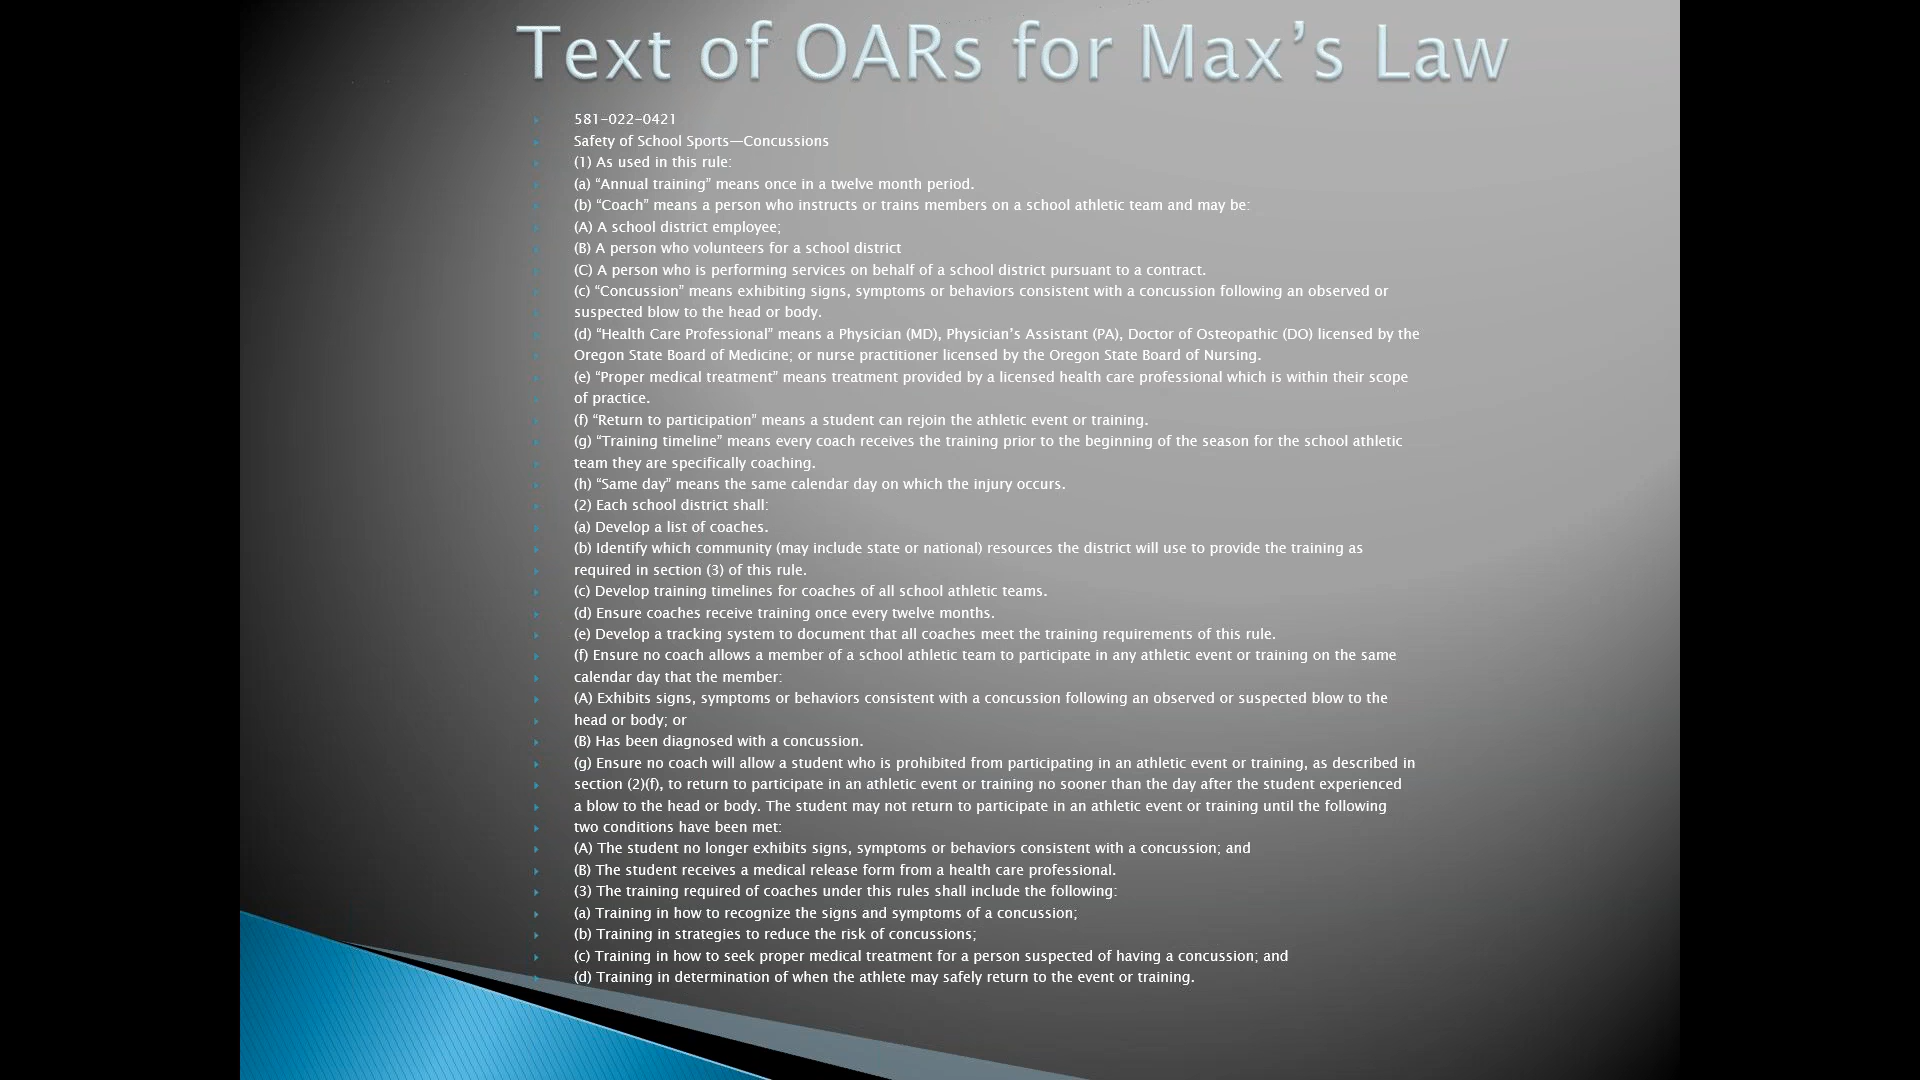 Text of OARs for Max’s Law
581-022-0421
Safety of School Sports—Concussions
(1) As used in this rule:
(a) “Annual training” means once in a twelve month period.
(b) “Coach” means a person who instructs or trains members on a school athletic team and may be:
(A) A school district employee;
(B) A person who volunteers for a school district
(C) A person who is performing services on behalf of a school district pursuant to a contract.
(c) “Concussion” means exhibiting signs, symptoms or behaviors consistent with a concussion following an observed or
suspected blow to the head or body.
(d) “Health Care Professional” means a Physician (MD), Physician’s Assistant (PA), Doctor of Osteopathic (DO) licensed by the
Oregon State Board of Medicine; or nurse practitioner licensed by the Oregon State Board of Nursing.
(e) “Proper medical treatment” means treatment provided by a licensed health care professional which is within their scope
of practice.
(f) “Return to participation” means a student can rejoin the athletic event or training.
(g) “Training timeline” means every coach receives the training prior to the beginning of the season for the school athletic
team they are specifically coaching.
(h) “Same day” means the same calendar day on which the injury occurs.
(2) Each school district shall:
(a) Develop a list of coaches.
(b) Identify which community (may include state or national) resources the district will use to provide the training as
required in section (3) of this rule.
(c) Develop training timelines for coaches of all school athletic teams.
(d) Ensure coaches receive training once every twelve months.
(e) Develop a tracking system to document that all coaches meet the training requirements of this rule.
(f) Ensure no coach allows a member of a school athletic team to participate in any athletic event or training on the same
calendar day that the member:
(A) Exhibits signs, symptoms or behaviors consistent with a concussion following an observed or suspected blow to the
head or body; or
(B) Has been diagnosed with a concussion.
(g) Ensure no coach will allow a student who is prohibited from participating in an athletic event or training, as described in
section (2)(f), to return to participate in an athletic event or training no sooner than the day after the student experienced
a blow to the head or body. The student may not return to participate in an athletic event or training until the following
two conditions have been met:
(A) The student no longer exhibits signs, symptoms or behaviors consistent with a concussion; and
(B) The student receives a medical release form from a health care professional.
(3) The training required of coaches under this rules shall include the following:
(a) Training in how to recognize the signs and symptoms of a concussion;
(b) Training in strategies to reduce the risk of concussions;
(c) Training in how to seek proper medical treatment for a person suspected of having a concussion; and
(d) Training in determination of when the athlete may safely return to the event or training.